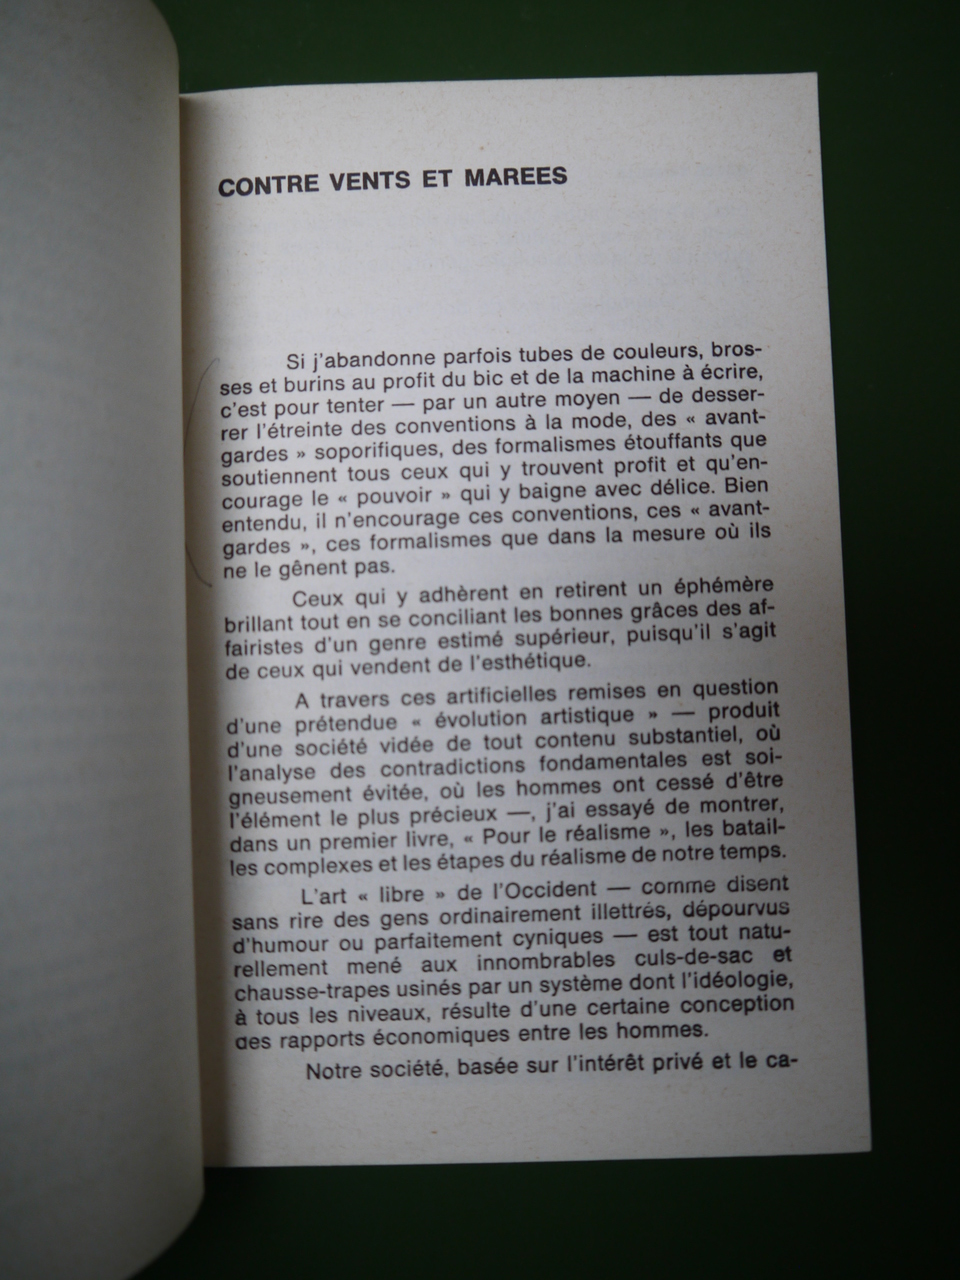 CONTRE VENTS ET MAREES
Si j'abandonne parfois tubes de couleurs, bros-
ses et burins au profit du bic et de la machine à écrire,
c'est pour tenter — par un autre moyen — de desser-
rer l'étreinte des conventions à la mode, des « avant-
gardes » soporifiques, des formalismes étouffants que
soutiennent tous ceux qui y trouvent profit et qu'en-
courage le « pouvoir » qui y baigne avec délice. Bien
entendu, il n'encourage ces conventions, ces « avant-
gardes », ces formalismes que dans la mesure où ils
ne le gênent pas.
Ceux qui y adhèrent en retirent un éphémère
brillant tout en se conciliant les bonnes grâces des af-
fairistes d'un genre estimé supérieur, puisqu'il s'agit
de ceux qui vendent de l'esthétique.
A travers ces artificielles remises en question
d'une prétendue « évolution artistique » — produit
d'une société vidée de tout contenu substantiel, où
l'analyse des contradictions fondamentales est soi-
gneusement évitée, où les hommes ont cessé d'être
l'élément le plus précieux —, j'ai essayé de montrer,
dans un premier livre, « Pour le réalisme », les batail-
les complexes et les étapes du réalisme de notre temps.
L'art « libre » de l'Occident — comme disent
sans rire des gens ordinairement illettrés, dépourvus
d'humour ou parfaitement cyniques — est tout natu-
rellement mené aux innombrables culs-de-sac et
chausse-trapes usinés par un système dont l'idéologie,
à tous les niveaux, résulte d'une certaine conception
des rapports économiques entre les hommes.
Notre société, basée sur l'intérêt privé et le ca-